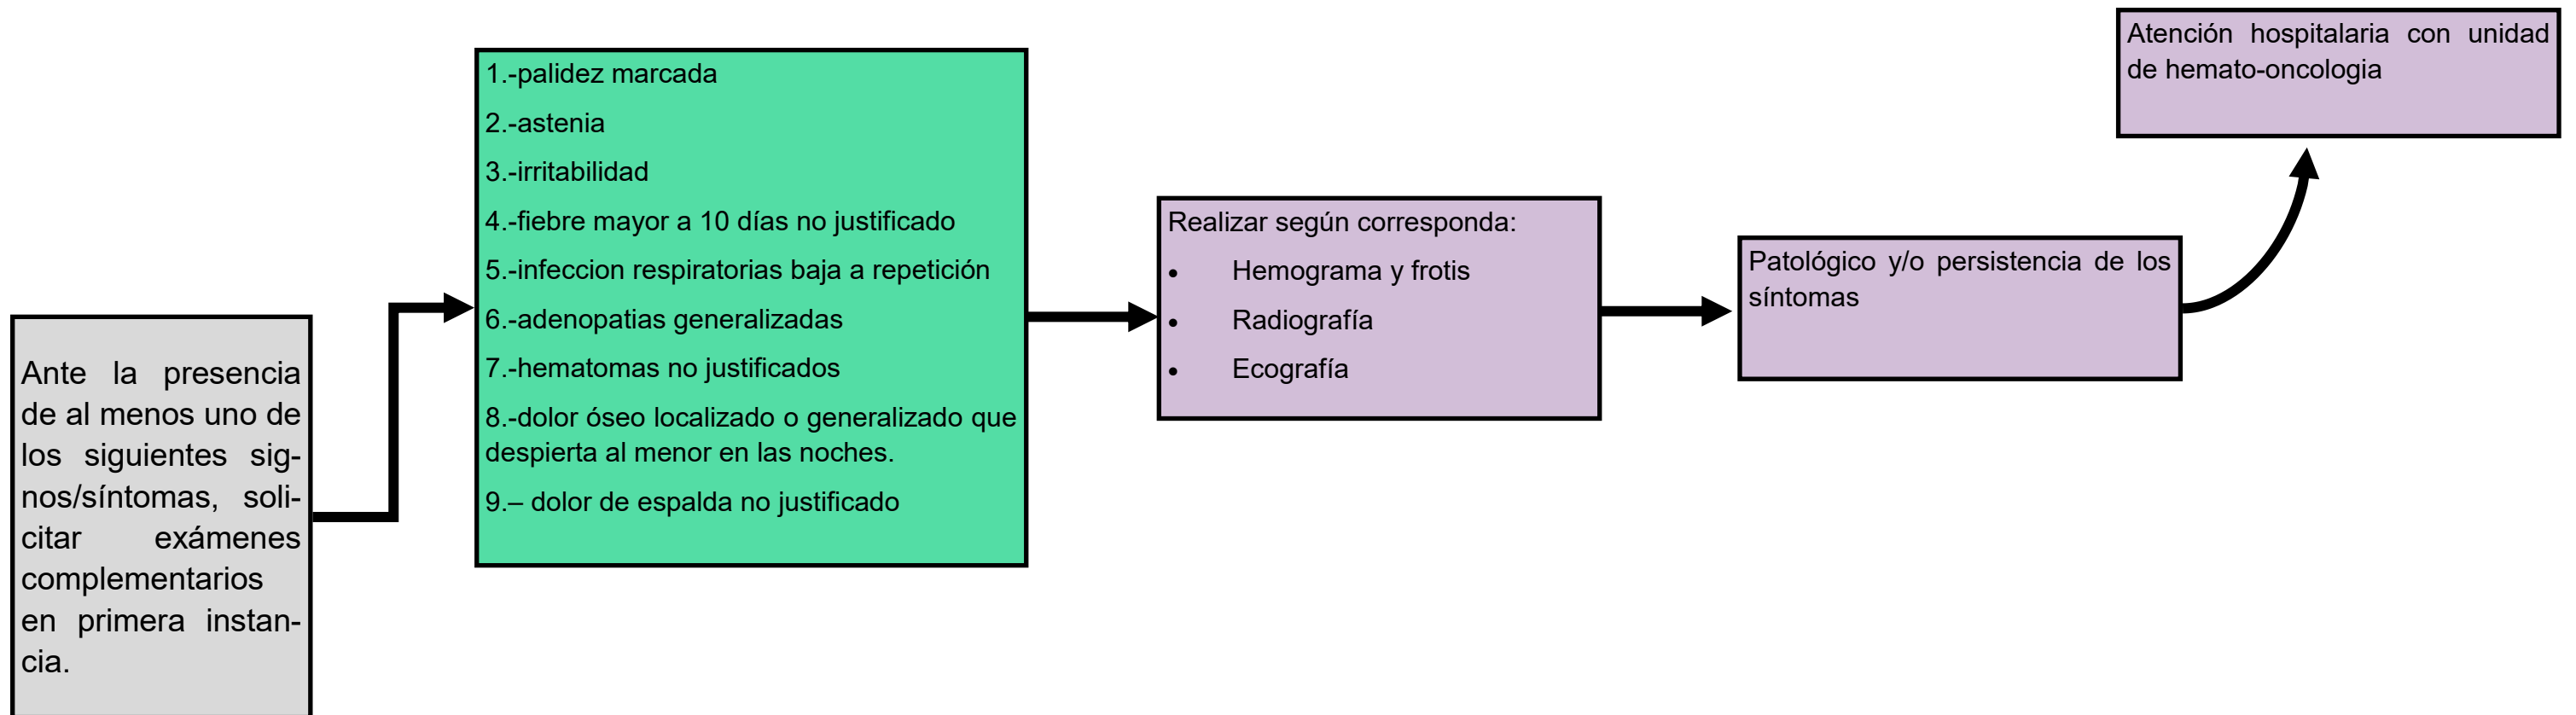 Ante la presencia
de al menos uno de
los siguientes sig-
nos/síntomas, soli-
citar exámenes
complementarios
en primera instan-
cia.
1.-palidez marcada
2.-astenia
3.-irritabilidad
4.-fiebre mayor a 10 días no justificado
5.-infeccion respiratorias baja a repetición
6.-adenopatias generalizadas
7.-hematomas no justificados
8.-dolor óseo localizado o generalizado que
despierta al menor en las noches.
9.– dolor de espalda no justificado
Realizar según corresponda:
• Hemograma y frotis
• Radiografía
• Ecografía
Patológico y/o persistencia de los
síntomas
Atención hospitalaria con unidad
de hemato-oncologia